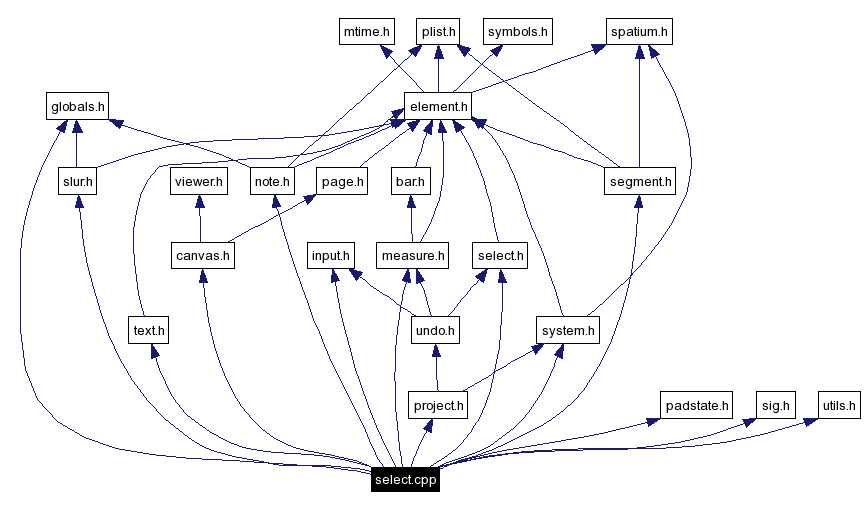 mtime.h
plist.h
symbols.h
spatium.h
globals.h
element.h
slur.h
viewer.h
note.h
page.h
bar.h
segment.h
canvas.h
input.h
measure.h
select.h
text.h
undo.h
system.h
project.h
padstate.h
sig.h
utils.h
select.cpp